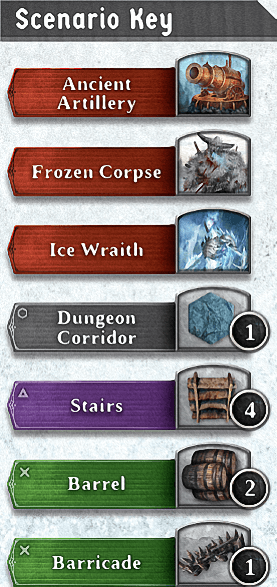 Scenario Key
Ancient
Artillery
Frozen Corpse
Ice Wraith
Dungeon
Corridor
1
Stairs
4
Barrel
2
Barricade
1